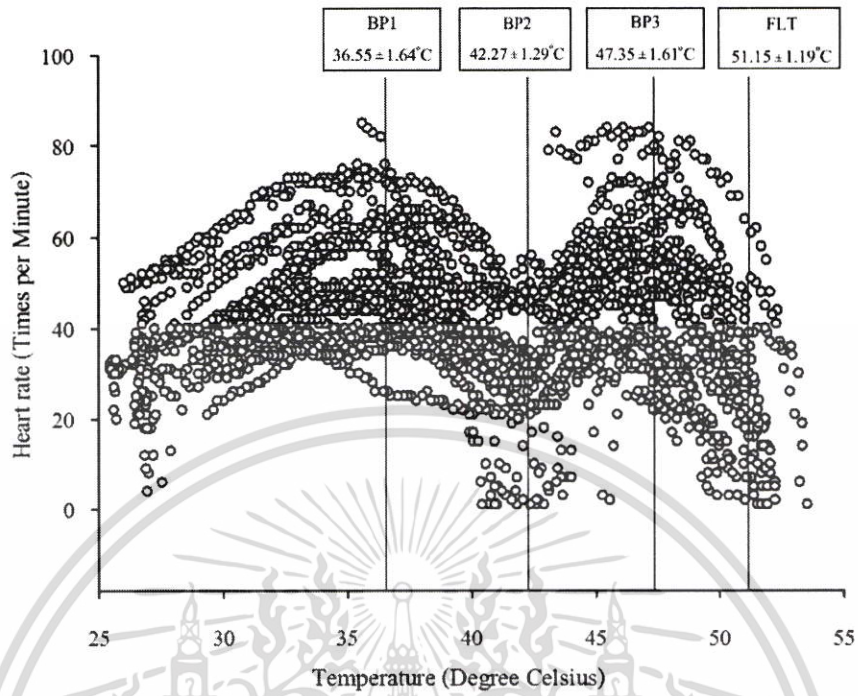 BP1
36.55 ± 1.64°C
BP2
42.27 ± 1.29°C
BP3
47.35 ± 1.61°C
FLT
51.15 ± 1.19°C
100
80
60
40
20
0
Heart rate (Times per Minute)
25 30 35 40 45 50 55
Temperature (Degree Celsius)